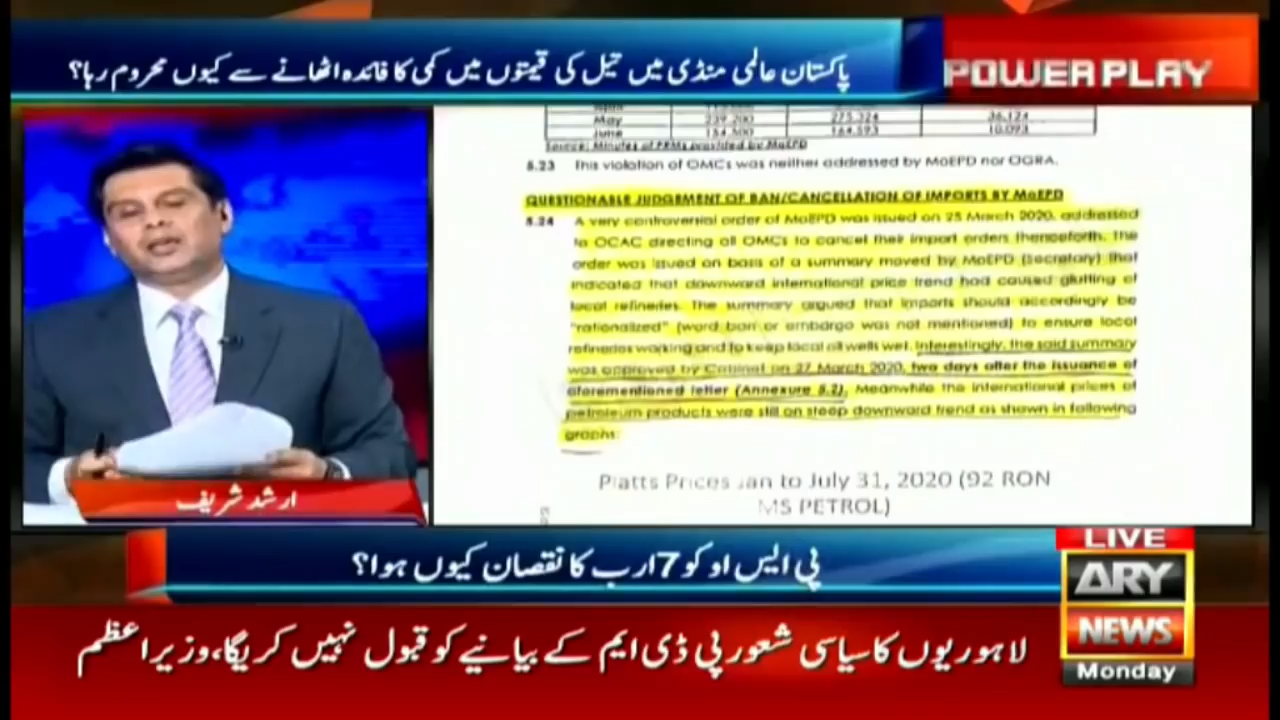 پاکستان عالمی منڈی میں تیل کی قیمتوں میں کمی کا فائدہ اٹھانے سے کیوں محروم رہا؟
POWERPLAY
May 239,200 275,324 36,124
June 154,500 164,593 10,093
Source: Minutes of PRMs provided by MoEPD
5.23 This violation of OMCs was neither addressed by MoEPD nor OGRA.
QUESTIONABLE JUDGEMENT OF BAN/CANCELLATION OF IMPORTS BY MoEPD
5.24 A very controversial order of MoEPD was issued on 25 March 2020, addressed
to OCAC directing all OMCs to cancel their import orders thenceforth. The
order was issued on basis of a summary moved by MoEPD (Secretary) that
indicated that downward international price trend had caused glutting of
local refineries. The summary argued that imports should accordingly be
"rationalized" (word ban or embargo was not mentioned) to ensure local
refineries working and to keep local oil wells wet. Interestingly, the said summary
was approved by Cabinet on 27 March 2020, two days after the issuance of
aforementioned letter (Annexure 5.2). Meanwhile the international prices of
petroleum products were still on steep downward trend as shown in following
graphs:
Platts Prices Jan to July 31, 2020 (92 RON
MS PETROL)
ارشد شریف
پی ایس او کو 7 ارب کا نقصان کیوں ہوا؟
LIVE
ARY
NEWS
Monday
لاہوریوں کا سیاسی شعور پی ڈی ایم کے بیانیے کو قبول نہیں کریگا، وزیراعظم